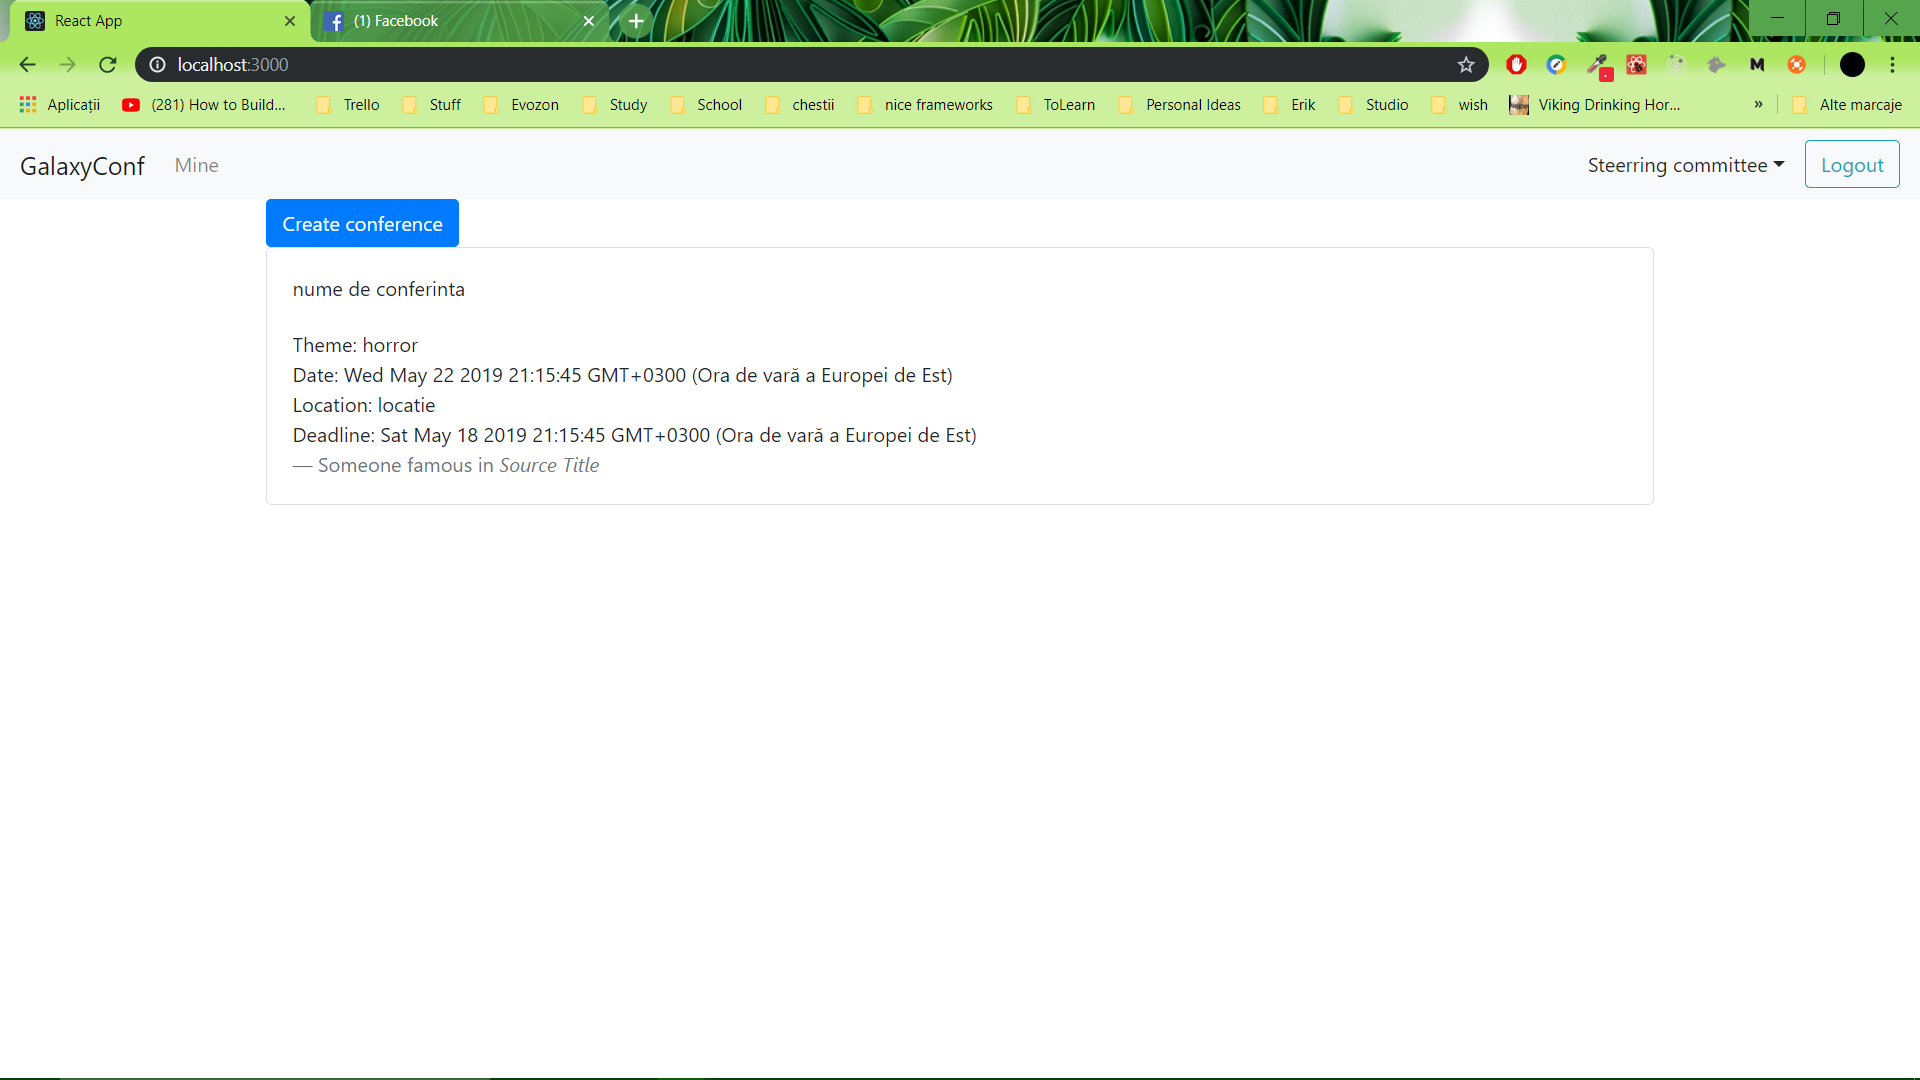 React App
(1) Facebook
localhost:3000
Aplicații
(281) How to Build...
Trello
Stuff
Evozon
Study
School
chestii
nice frameworks
ToLearn
Personal Ideas
Erik
Studio
wish
Viking Drinking Hor...
»
Alte marcaje
GalaxyConf
Mine
Steerring committee
Logout
Create conference
nume de conferinta
Theme: horror
Date: Wed May 22 2019 21:15:45 GMT+0300 (Ora de vară a Europei de Est)
Location: locatie
Deadline: Sat May 18 2019 21:15:45 GMT+0300 (Ora de vară a Europei de Est)
— Someone famous in Source Title